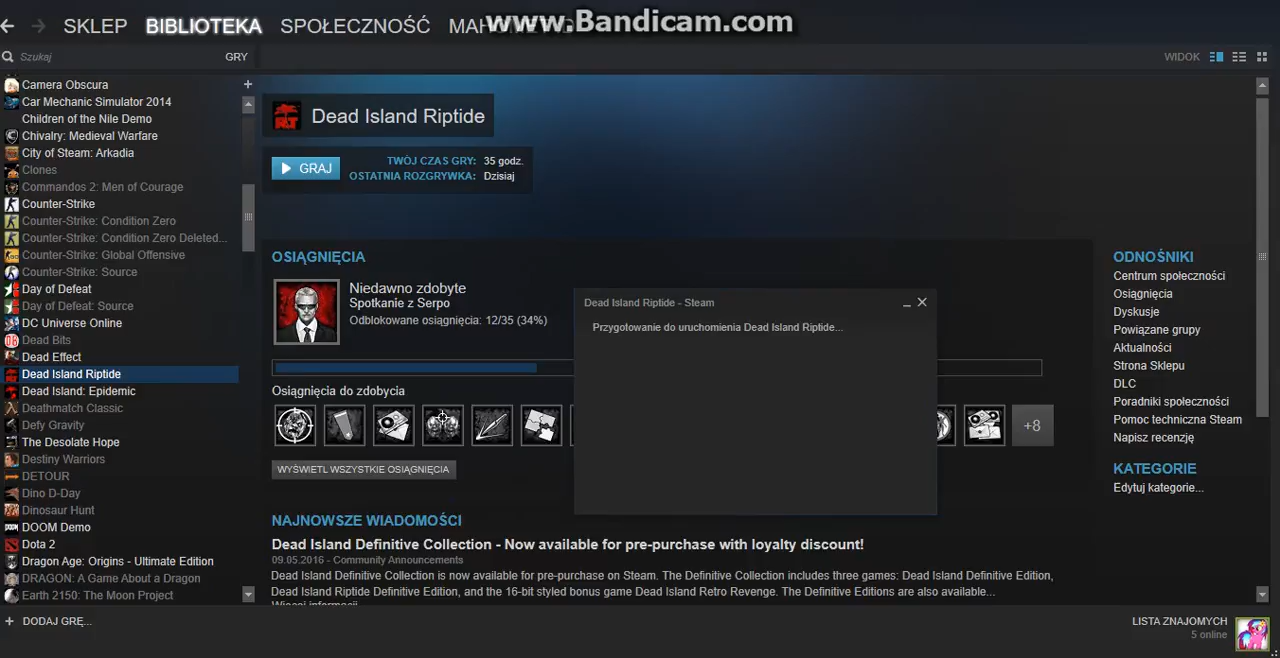 www.Bandicam.com
SKLEP BIBLIOTEKA SPOŁECZNOŚĆ
Szukaj GRY WIDOK
Camera Obscura
Car Mechanic Simulator 2014
Children of the Nile Demo
Chivalry: Medieval Warfare
City of Steam: Arkadia
Clones
Commandos 2: Men of Courage
Counter-Strike
Counter-Strike: Condition Zero
Counter-Strike: Condition Zero Deleted...
Counter-Strike: Global Offensive
Counter-Strike: Source
Day of Defeat
Day of Defeat: Source
DC Universe Online
Dead Bits
Dead Effect
Dead Island Riptide
Dead Island: Epidemic
Deathmatch Classic
Defy Gravity
The Desolate Hope
Destiny Warriors
DETOUR
Dino D-Day
Dinosaur Hunt
DOOM Demo
Dota 2
Dragon Age: Origins - Ultimate Edition
DRAGON: A Game About a Dragon
Earth 2150: The Moon Project
Dead Island Riptide
GRAJ
TWÓJ CZAS GRY: 35 godz.
OSTATNIA ROZGRYWKA: Dzisiaj
OSIĄGNIĘCIA
Niedawno zdobyte
Spotkanie z Serpo
Odblokowane osiągnięcia: 12/35 (34%)
Osiągnięcia do zdobycia
+8
WYŚWIETL WSZYSTKIE OSIĄGNIĘCIA
Dead Island Riptide - Steam
Przygotowanie do uruchomienia Dead Island Riptide...
NAJNOWSZE WIADOMOŚCI
Dead Island Definitive Collection - Now available for pre-purchase with loyalty discount!
09.05.2016 - Community Announcements
Dead Island Definitive Collection is now available for pre-purchase on Steam. The Definitive Collection includes three games: Dead Island Definitive Edition,
Dead Island Riptide Definitive Edition, and the 16-bit styled bonus game Dead Island Retro Revenge. The Definitive Editions are also available...
Więcej informacji
ODNOŚNIKI
Centrum społeczności
Osiągnięcia
Dyskusje
Powiązane grupy
Aktualności
Strona Sklepu
DLC
Poradniki społeczności
Pomoc techniczna Steam
Napisz recenzję
KATEGORIE
Edytuj kategorie...
DODAJ GRĘ...
LISTA ZNAJOMYCH
5 online